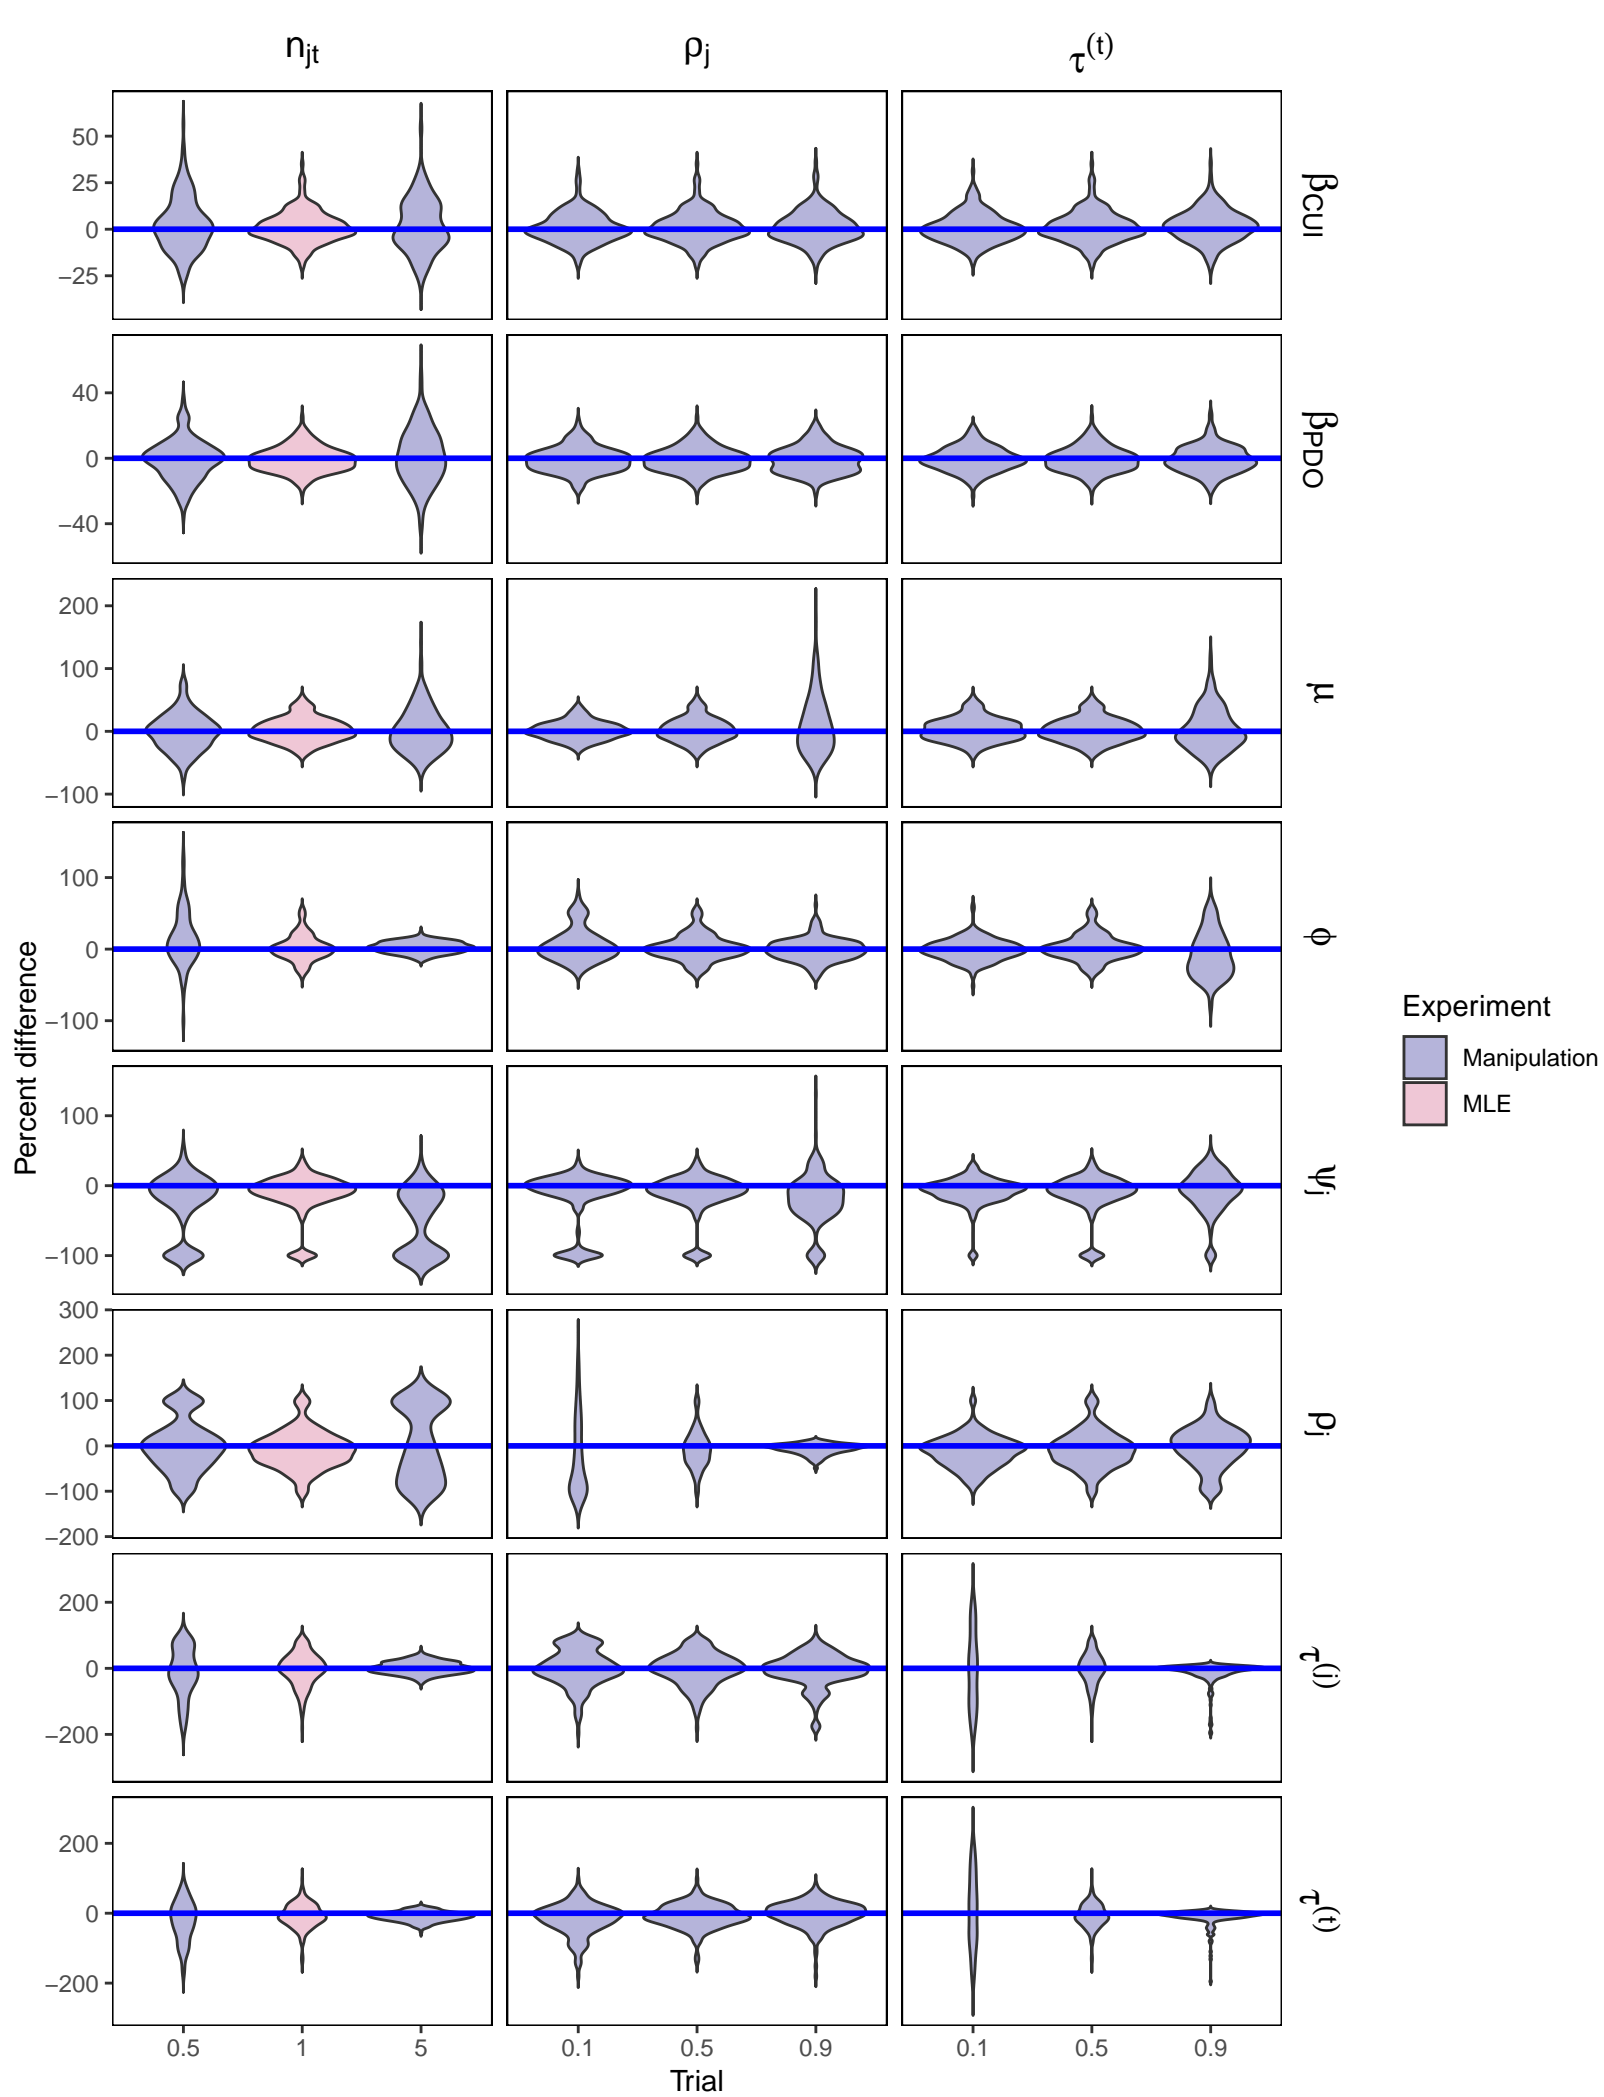 n_jt ρ_j τ^(t)
50
25
0
−25
β_CUI
40
0
−40
β_PDO
200
100
0
−100
μ
100
0
−100
ϕ
100
0
−100
ψ_j
300
200
100
0
−100
−200
ρ_j
200
0
−200
τ^(j)
200
0
−200
τ^(t)
0.5 1 5 0.1 0.5 0.9 0.1 0.5 0.9
Trial
Percent difference
Experiment
Manipulation
MLE